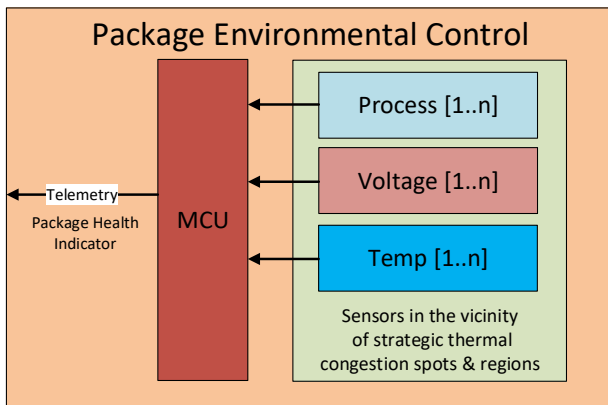 Package Environmental Control
Process [1..n]
Voltage [1..n]
Temp [1..n]
MCU
Telemetry
Package Health
Indicator
Sensors in the vicinity
of strategic thermal
congestion spots & regions